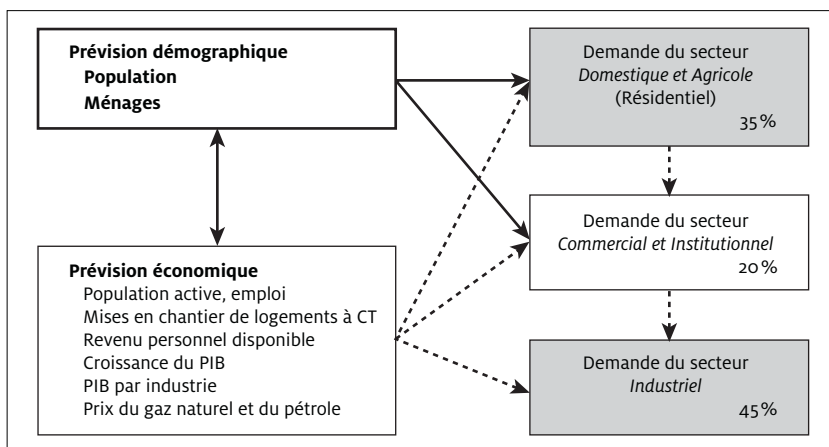 Prévision démographique
Population
Ménages
Prévision économique
Population active, emploi
Mises en chantier de logements à CT
Revenu personnel disponible
Croissance du PIB
PIB par industrie
Prix du gaz naturel et du pétrole
Demande du secteur
Domestique et Agricole
(Résidentiel)
35 %
Demande du secteur
Commercial et Institutionnel
20 %
Demande du secteur
Industriel
45 %